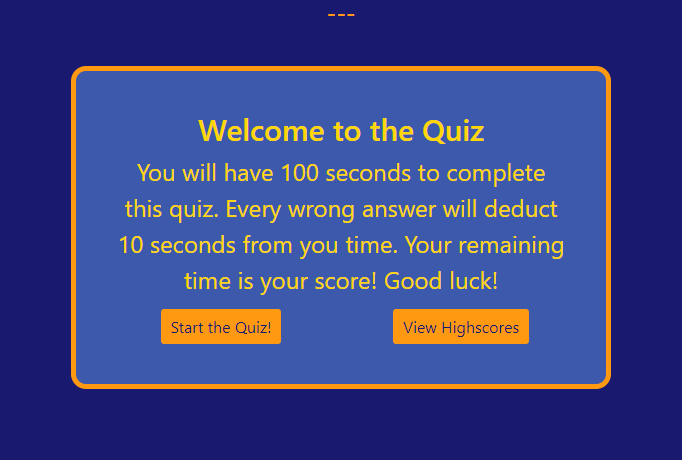 ---
Welcome to the Quiz
You will have 100 seconds to complete
this quiz. Every wrong answer will deduct
10 seconds from you time. Your remaining
time is your score! Good luck!
Start the Quiz! View Highscores